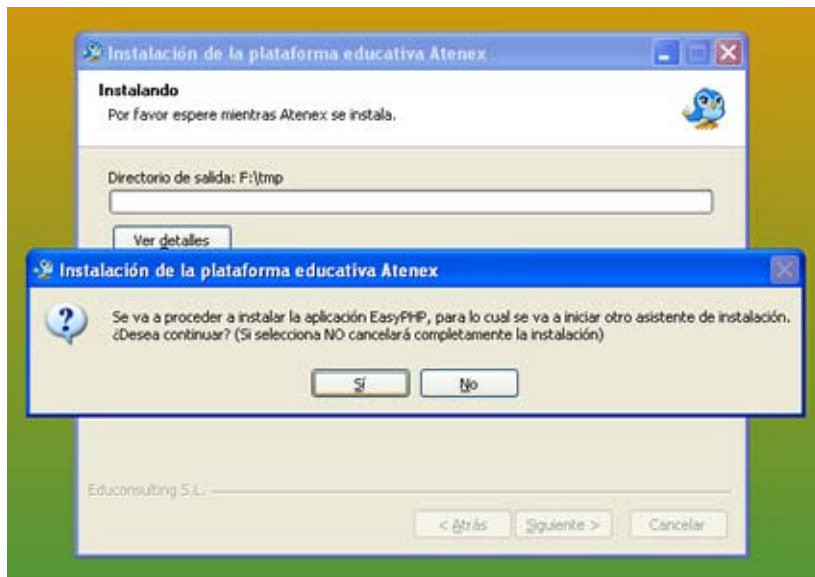 Instalación de la plataforma educativa Atenex
Instalando
Por favor espere mientras Atenex se instala.
Directorio de salida: F:\tmp
Ver detalles
Instalación de la plataforma educativa Atenex
Se va a proceder a instalar la aplicación EasyPHP, para lo cual se va a iniciar otro asistente de instalación.
¿Desea continuar? (Si selecciona NO cancelará completamente la instalación)
Sí No
Educonsulting S.L.
< Atrás Siguiente > Cancelar